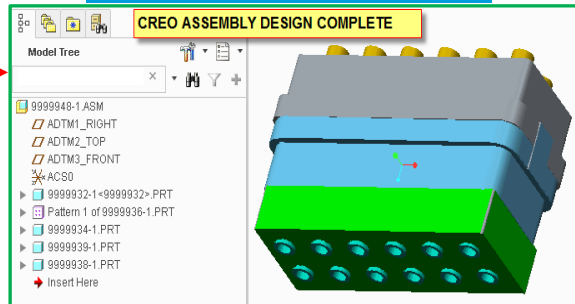 CREO ASSEMBLY DESIGN COMPLETE
Model Tree
9999948-1.ASM
ADTM1_RIGHT
ADTM2_TOP
ADTM3_FRONT
ACS0
9999932-1<9999932>.PRT
Pattern 1 of 9999936-1.PRT
9999934-1.PRT
9999939-1.PRT
9999938-1.PRT
Insert Here